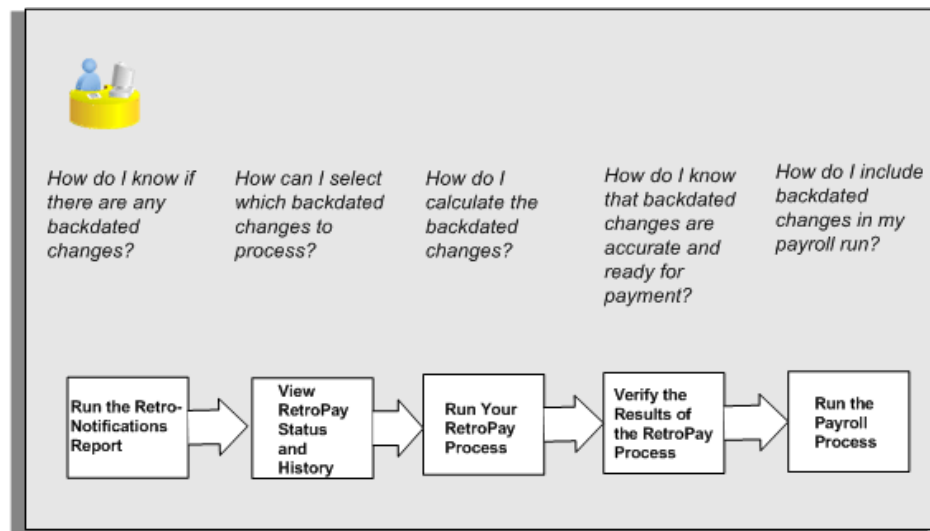 How do I know if
there are any
backdated
changes?
How can I select
which backdated
changes to
process?
How do I
calculate the
backdated
changes?
How do I know
that backdated
changes are
accurate and
ready for
payment?
How do I include
backdated
changes in my
payroll run?
Run the Retro-
Notifications
Report
View
RetroPay
Status
and
History
Run Your
RetroPay
Process
Verify the
Results of
the RetroPay
Process
Run the
Payroll
Process